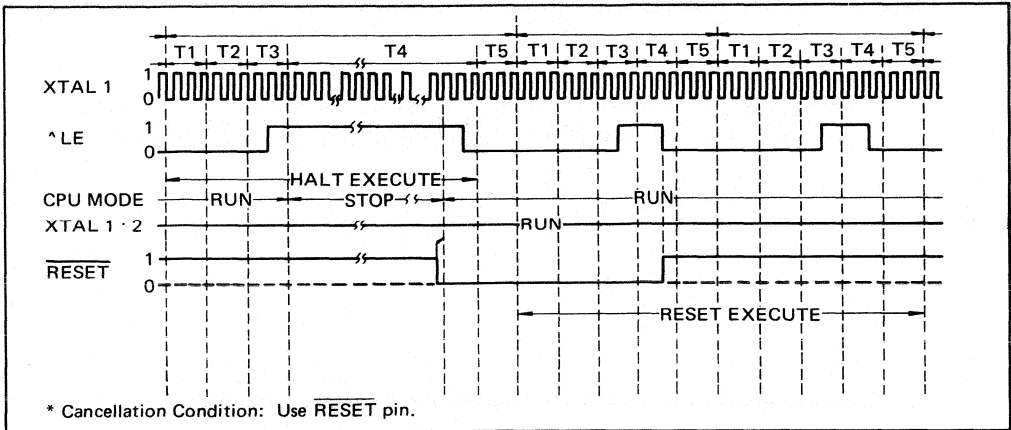 T1 T2 T3 T4 T5 T1 T2 T3 T4 T5 T1 T2 T3 T4 T5
XTAL 1 1
0
^LE 1
0
HALT EXECUTE
CPU MODE RUN STOP RUN
XTAL 1 · 2 RUN
RESET 1
0
RESET EXECUTE
* Cancellation Condition: Use RESET pin.